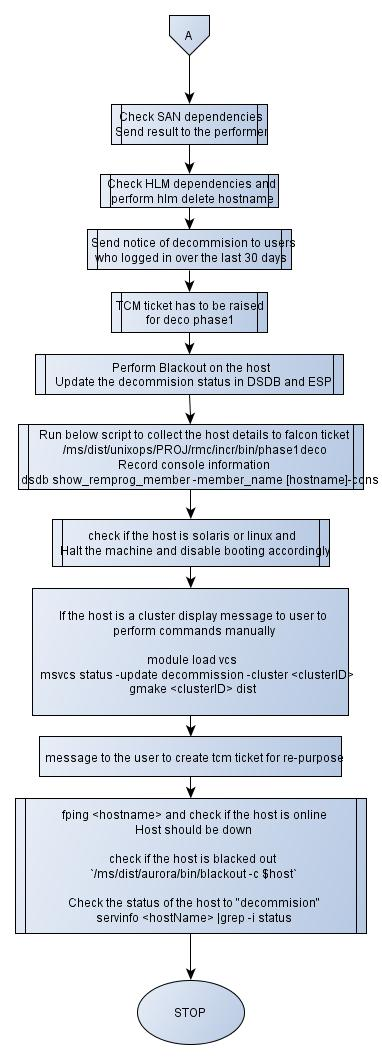 A
Check SAN dependencies
Send result to the performer
Check HLM dependencies and
perform hlm delete hostname
Send notice of decommision to users
who logged in over the last 30 days
TCM ticket has to be raised
for deco phase1
Perform Blackout on the host
Update the decommision status in DSDB and ESP
Run below script to collect the host details to falcon ticket
/ms/dist/unixops/PROJ/rmc/incr/bin/phase1deco
Record console information
dsdb show_remprog_member -member_name [hostname]-cons
check if the host is solaris or linux and
Halt the machine and disable booting accordingly
If the host is a cluster display message to user to
perform commands manually
module load vcs
msvcs status -update decommission -cluster <clusterID>
gmake <clusterID> dist
message to the user to create tcm ticket for re-purpose
fping <hostname> and check if the host is online
Host should be down
check if the host is blacked out
`/ms/dist/aurora/bin/blackout -c $host`
Check the status of the host to "decommision"
servinfo <hostName> |grep -i status
STOP